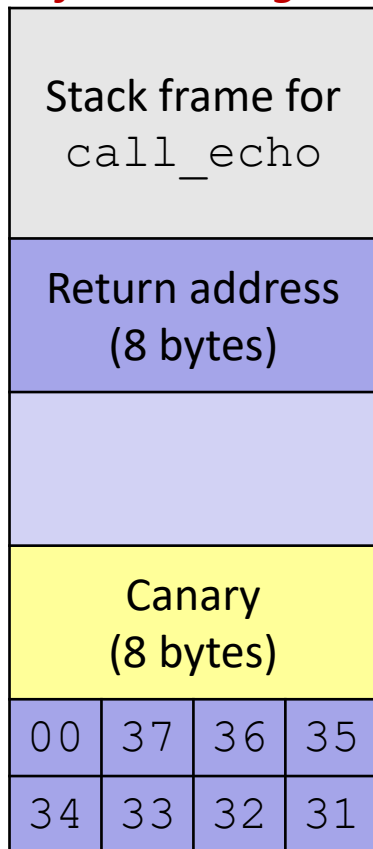 Stack frame for
call_echo
Return address
(8 bytes)
Canary
(8 bytes)
00 37 36 35
34 33 32 31